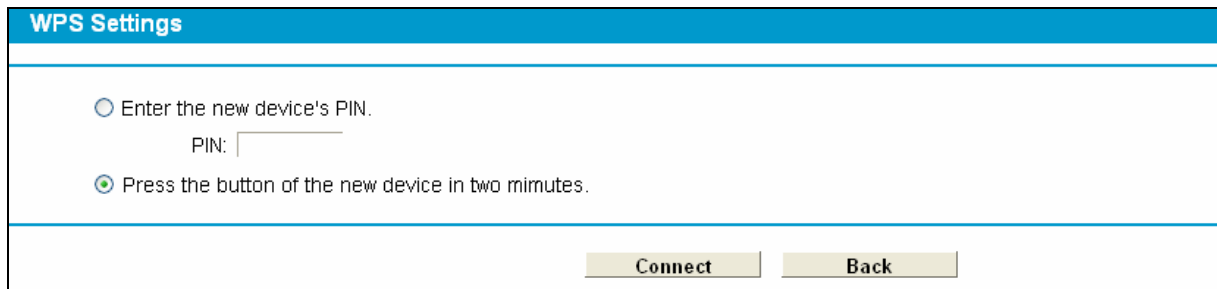 WPS Settings
Enter the new device's PIN.
PIN:
Press the button of the new device in two mimutes.
Connect Back